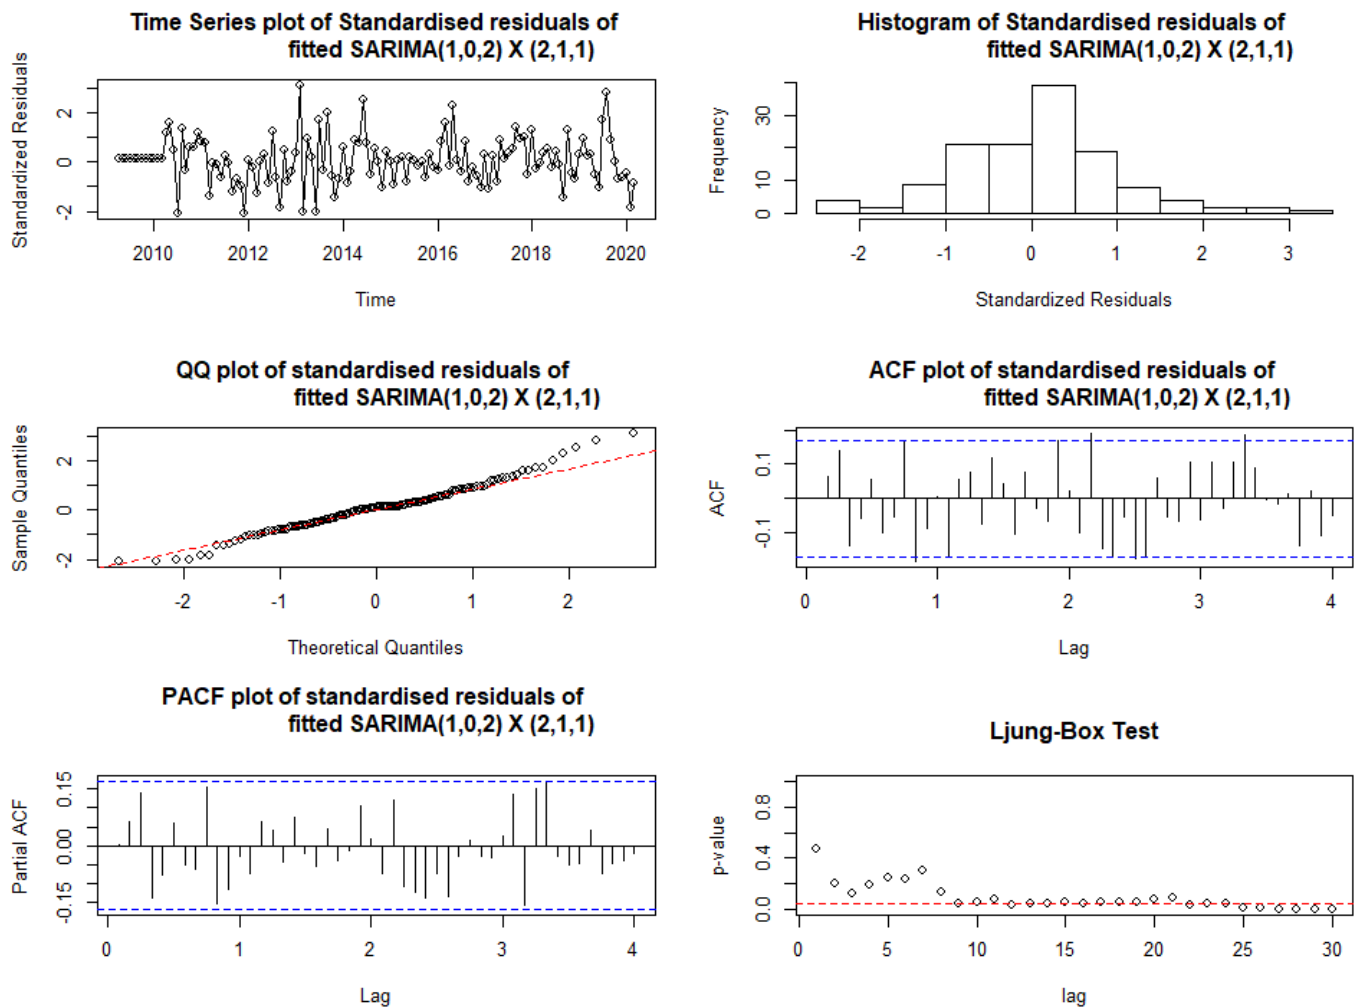 Time Series plot of Standardised residuals of
fitted SARIMA(1,0,2) X (2,1,1)
Standardized Residuals
2
0
-2
2010 2012 2014 2016 2018 2020
Time
Histogram of Standardised residuals of
fitted SARIMA(1,0,2) X (2,1,1)
Frequency
30
10
0
-2 -1 0 1 2 3
Standardized Residuals
QQ plot of standardised residuals of
fitted SARIMA(1,0,2) X (2,1,1)
Sample Quantiles
2
0
-2
-2 -1 0 1 2
Theoretical Quantiles
ACF plot of standardised residuals of
fitted SARIMA(1,0,2) X (2,1,1)
ACF
0.1
-0.1
0 1 2 3 4
Lag
PACF plot of standardised residuals of
fitted SARIMA(1,0,2) X (2,1,1)
Partial ACF
0.15
0.00
-0.15
0 1 2 3 4
Lag
Ljung-Box Test
p-value
0.8
0.4
0.0
0 5 10 15 20 25 30
lag